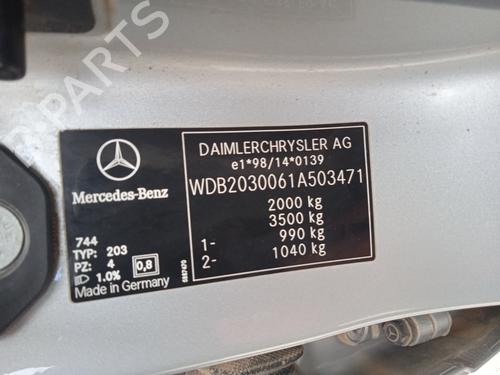 DAIMLERCHRYSLER AG
e1*98/14*0139
WDB2030061A503471
2000 kg
3500 kg
1- 990 kg
2- 1040 kg
Mercedes-Benz
744
TYP: 203
PZ: 4 0,8
1.0%
Made in Germany
B-PARTS